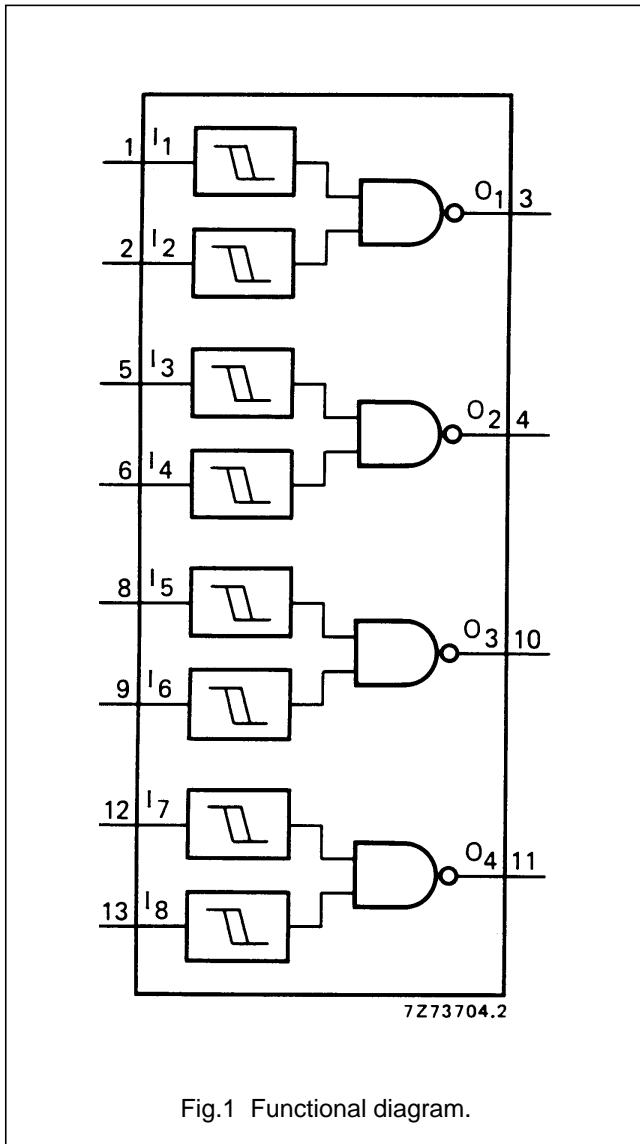 1 I1
O1 3
2 I2
5 I3
O2 4
6 I4
8 I5
O3 10
9 I6
12 I7
O4 11
13 I8
7Z73704.2
Fig.1 Functional diagram.